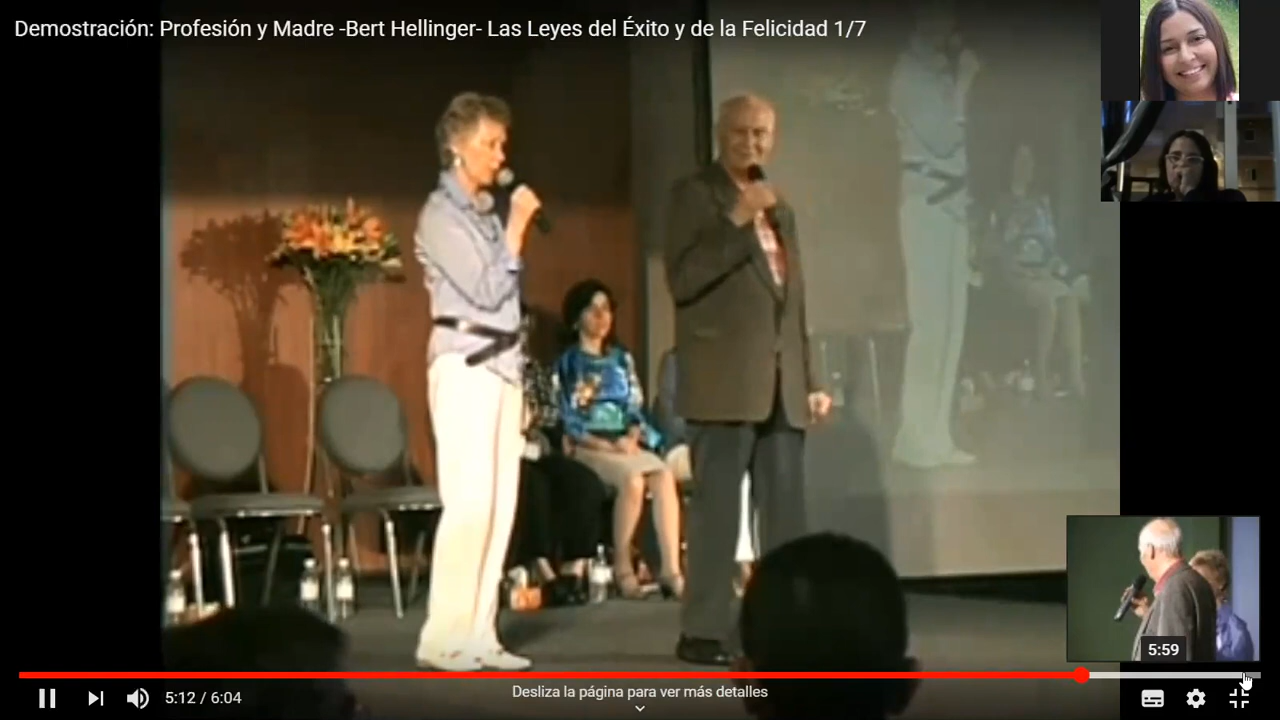 Demostración: Profesión y Madre -Bert Hellinger- Las Leyes del Éxito y de la Felicidad 1/7
5:59
5:12 / 6:04
Desliza la página para ver más detalles